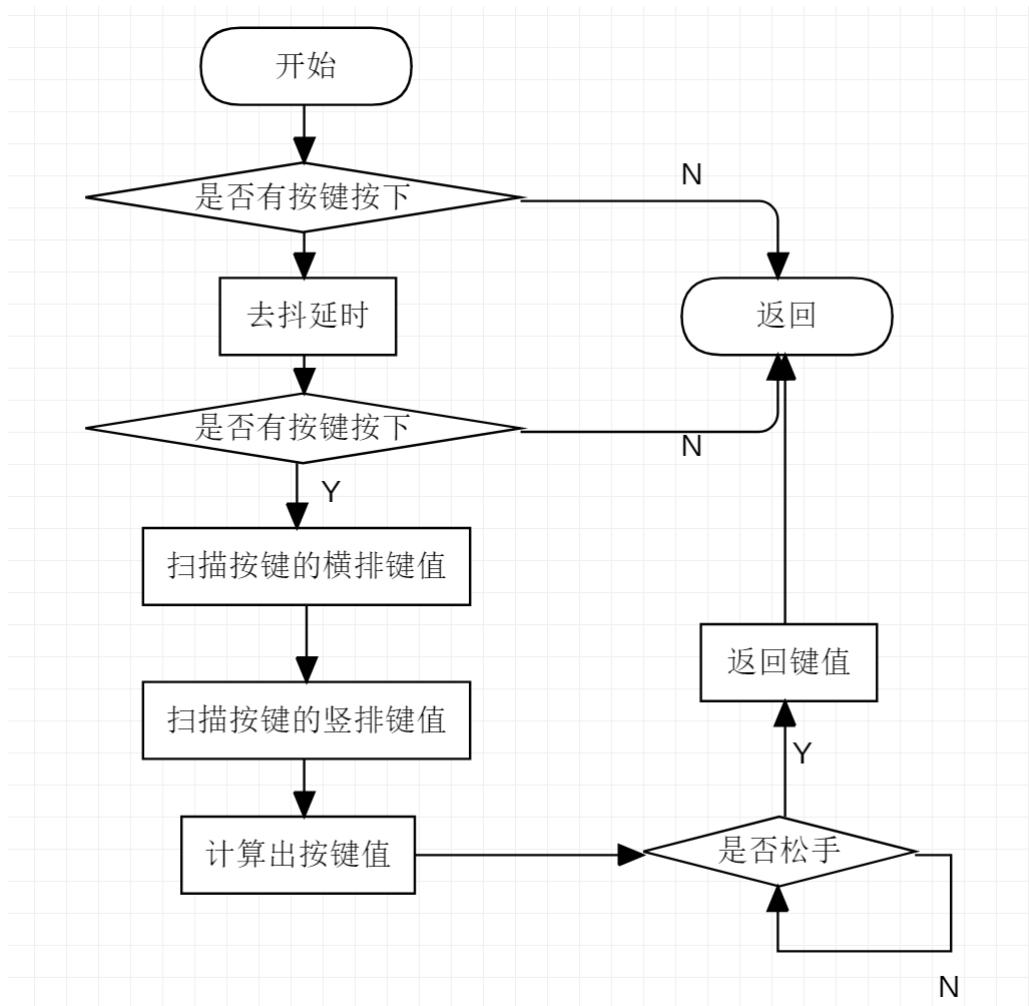 开始
是否有按键按下
N
去抖延时
返回
是否有按键按下
N
Y
扫描按键的横排键值
返回键值
扫描按键的竖排键值
Y
计算出按键值
是否松手
N